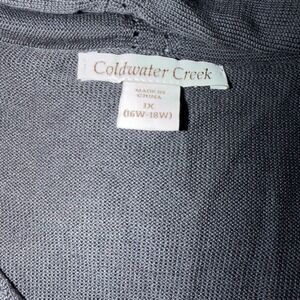 Coldwater Creek
MADE IN
CHINA
1X
(16W-18W)